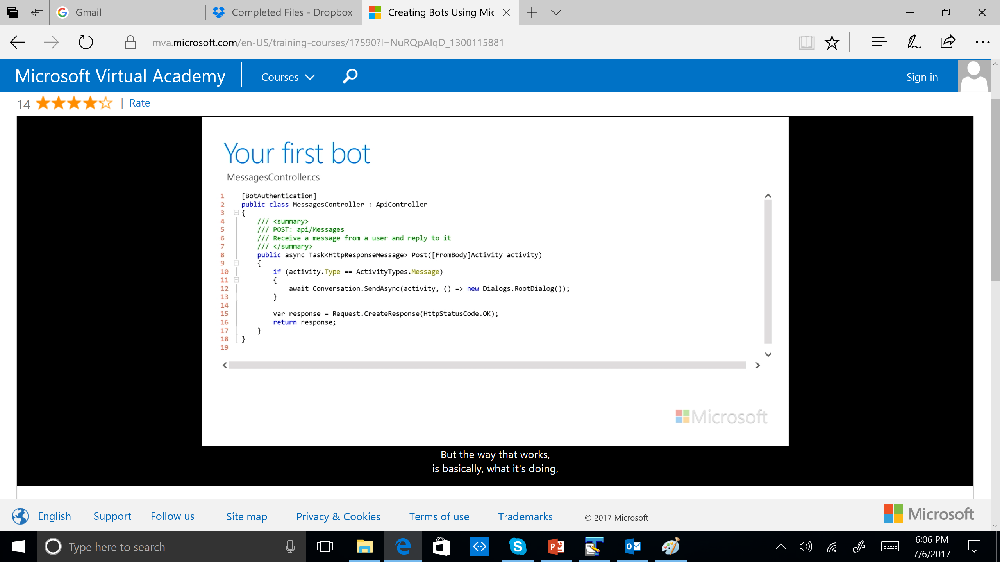 Gmail
Completed Files - Dropbox
Creating Bots Using Mic
mva.microsoft.com/en-US/training-courses/17590?l=NuRQpAlqD_1300115881
Microsoft Virtual Academy
Courses
Sign in
14
| Rate
Your first bot
MessagesController.cs
1 [BotAuthentication]
2 public class MessagesController : ApiController
3 {
4 /// <summary>
5 /// POST: api/Messages
6 /// Receive a message from a user and reply to it
7 /// </summary>
8 public async Task<HttpResponseMessage> Post([FromBody]Activity activity)
9 {
10 if (activity.Type == ActivityTypes.Message)
11 {
12 await Conversation.SendAsync(activity, () => new Dialogs.RootDialog());
13 }
14
15 var response = Request.CreateResponse(HttpStatusCode.OK);
16 return response;
17 }
18 }
19
Microsoft
But the way that works,
is basically, what it's doing,
English Support Follow us Site map Privacy & Cookies Terms of use Trademarks © 2017 Microsoft
Microsoft
Type here to search
6:06 PM
7/6/2017